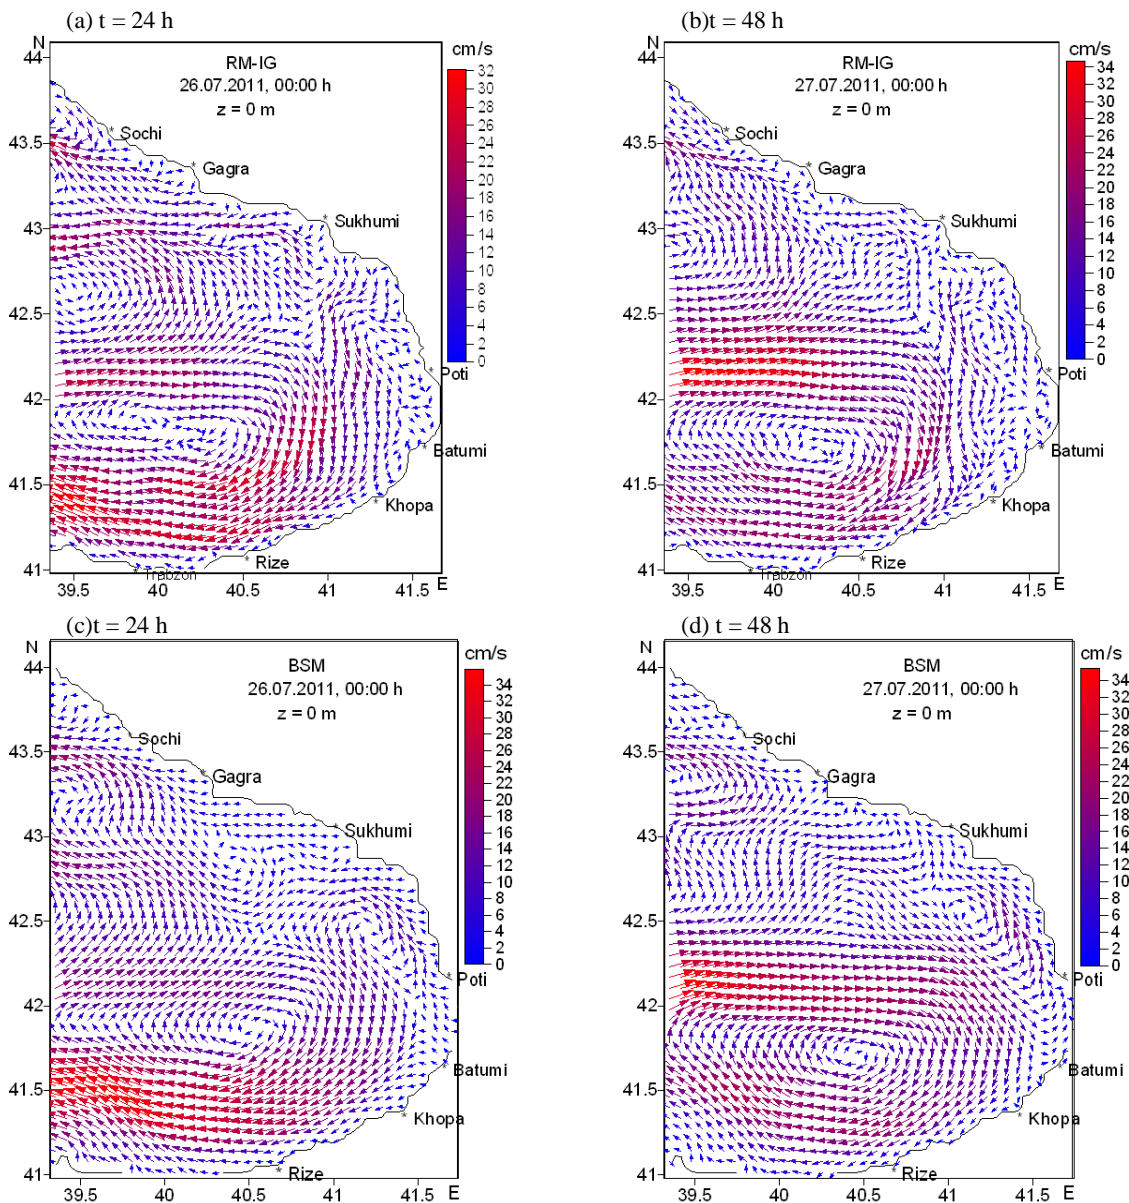 (a) t = 24 h
N
44
43.5
43
42.5
42
41.5
41
39.5 40 40.5 41 41.5 E
RM-IG
26.07.2011, 00:00 h
z = 0 m
Sochi
Gagra
Sukhumi
Poti
Batumi
Khopa
Rize
Trabzon
cm/s
32
30
28
26
24
22
20
18
16
14
12
10
8
6
4
2
0
(b)t = 48 h
N
44
43.5
43
42.5
42
41.5
41
39.5 40 40.5 41 41.5 E
RM-IG
27.07.2011, 00:00 h
z = 0 m
Sochi
Gagra
Sukhumi
Poti
Batumi
Khopa
Rize
Trabzon
cm/s
34
32
30
28
26
24
22
20
18
16
14
12
10
8
6
4
2
0
(c)t = 24 h
N
44
43.5
43
42.5
42
41.5
41
39.5 40 40.5 41 41.5 E
BSM
26.07.2011, 00:00 h
z = 0 m
Sochi
Gagra
Sukhumi
Poti
Batumi
Khopa
Rize
cm/s
34
32
30
28
26
24
22
20
18
16
14
12
10
8
6
4
2
0
(d) t = 48 h
N
44
43.5
43
42.5
42
41.5
41
39.5 40 40.5 41 41.5 E
BSM
27.07.2011, 00:00 h
z = 0 m
Sochi
Gagra
Sukhumi
Poti
Batumi
Khopa
Rize
cm/s
34
32
30
28
26
24
22
20
18
16
14
12
10
8
6
4
2
0